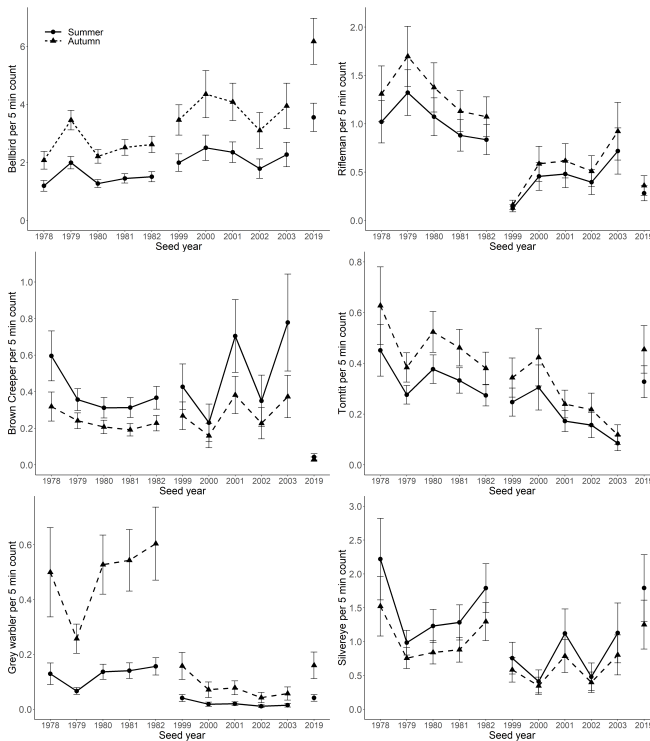 Bellbird per 5 min count
6
4
2
0
Summer
Autumn
1978 1979 1980 1981 1982 1999 2000 2001 2002 2003 2019
Seed year
Rifleman per 5 min count
2.0
1.5
1.0
0.5
0.0
1978 1979 1980 1981 1982 1999 2000 2001 2002 2003 2019
Seed year
Brown Creeper per 5 min count
1.0
0.8
0.6
0.4
0.2
0.0
1978 1979 1980 1981 1982 1999 2000 2001 2002 2003 2019
Seed year
Tomtit per 5 min count
0.8
0.6
0.4
0.2
0.0
1978 1979 1980 1981 1982 1999 2000 2001 2002 2003 2019
Seed year
Grey warbler per 5 min count
0.6
0.4
0.2
0.0
1978 1979 1980 1981 1982 1999 2000 2001 2002 2003 2019
Seed year
Silvereye per 5 min count
3.0
2.5
2.0
1.5
1.0
0.5
0.0
1978 1979 1980 1981 1982 1999 2000 2001 2002 2003 2019
Seed year